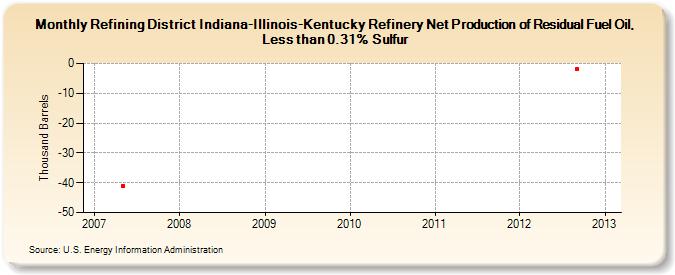 Monthly Refining District Indiana-Illinois-Kentucky Refinery Net Production of Residual Fuel Oil,
Less than 0.31% Sulfur
Thousand Barrels
0
-10
-20
-30
-40
-50
2007 2008 2009 2010 2011 2012 2013
Source: U.S. Energy Information Administration